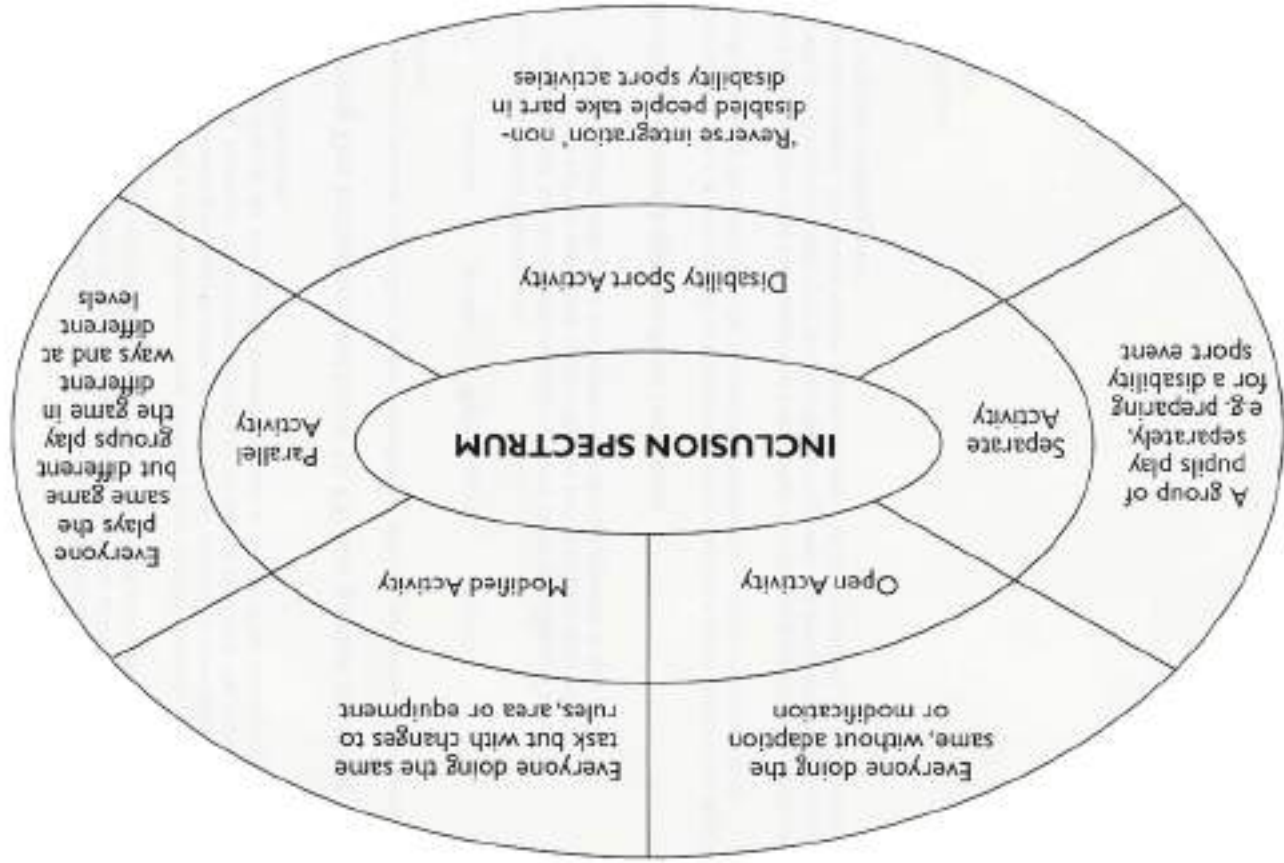 Everyone doing the
same, without adaption
or modification
Everyone doing the same
task but with changes to
rules, area or equipment
Open Activity
Modified Activity
A group of
pupils play
separately,
e.g. preparing
for a disability
sport event
Separate
Activity
INCLUSION SPECTRUM
Parallel
Activity
Everyone
plays the
same game
but different
groups play
the game in
different
ways and at
different
levels
Disability Sport Activity
'Reverse integration' non-
disabled people take part in
disability sport activities